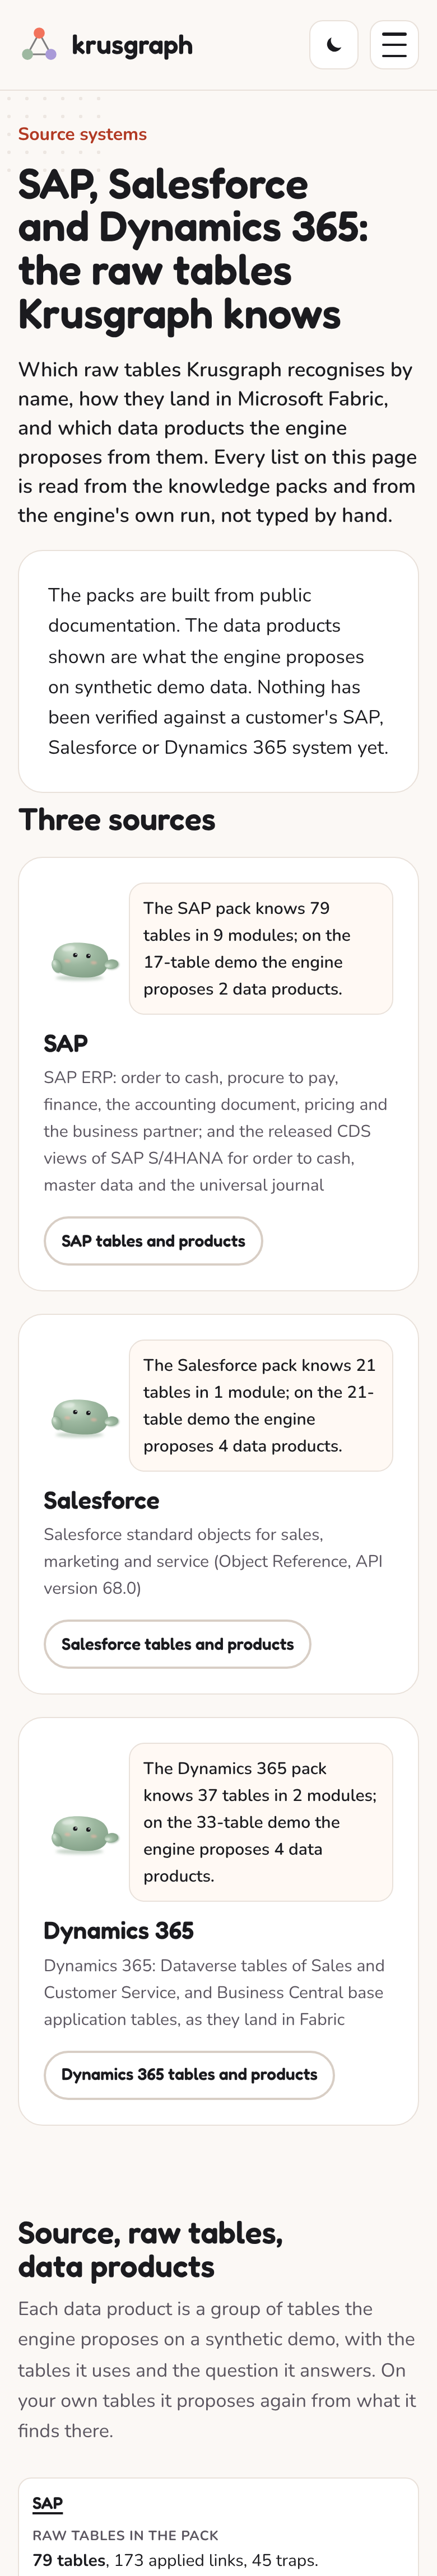 krusgraph
Source systems
SAP, Salesforce
and Dynamics 365:
the raw tables
Krusgraph knows
Which raw tables Krusgraph recognises by
name, how they land in Microsoft Fabric,
and which data products the engine
proposes from them. Every list on this page
is read from the knowledge packs and from
the engine's own run, not typed by hand.
The packs are built from public
documentation. The data products
shown are what the engine proposes
on synthetic demo data. Nothing has
been verified against a customer's SAP,
Salesforce or Dynamics 365 system yet.
Three sources
The SAP pack knows 79
tables in 9 modules; on the
17-table demo the engine
proposes 2 data products.
SAP
SAP ERP: order to cash, procure to pay,
finance, the accounting document, pricing and
the business partner; and the released CDS
views of SAP S/4HANA for order to cash,
master data and the universal journal
SAP tables and products
The Salesforce pack knows 21
tables in 1 module; on the 21-
table demo the engine
proposes 4 data products.
Salesforce
Salesforce standard objects for sales,
marketing and service (Object Reference, API
version 68.0)
Salesforce tables and products
The Dynamics 365 pack
knows 37 tables in 2 modules;
on the 33-table demo the
engine proposes 4 data
products.
Dynamics 365
Dynamics 365: Dataverse tables of Sales and
Customer Service, and Business Central base
application tables, as they land in Fabric
Dynamics 365 tables and products
Source, raw tables,
data products
Each data product is a group of tables the
engine proposes on a synthetic demo, with the
tables it uses and the question it answers. On
your own tables it proposes again from what it
finds there.
SAP
RAW TABLES IN THE PACK
79 tables, 173 applied links, 45 traps.